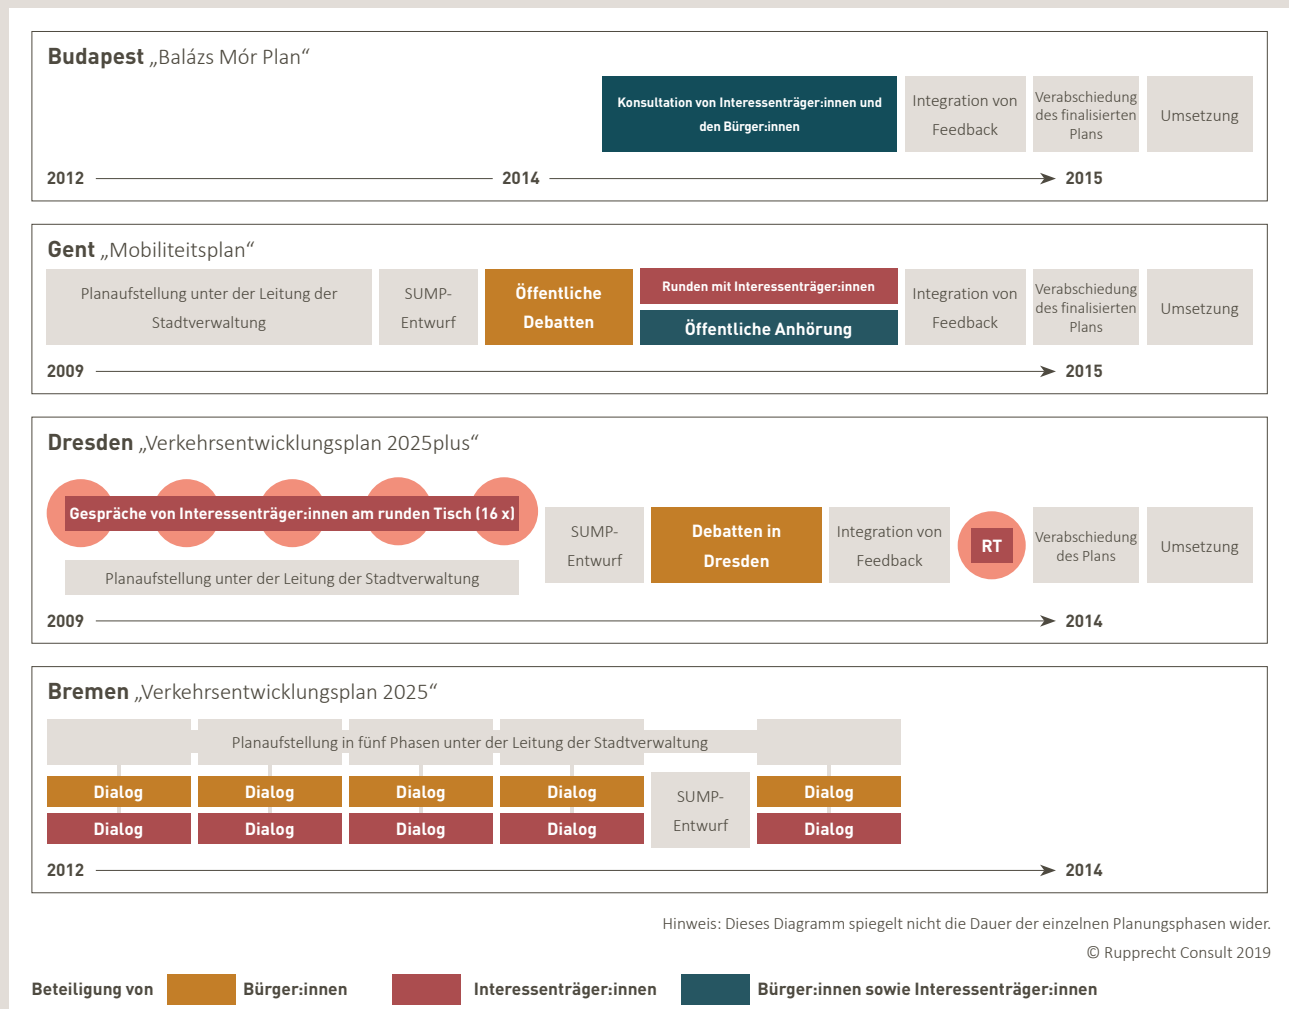 Budapest „Balázs Mór Plan“
Konsultation von Interessenträger:innen und
den Bürger:innen
Integration von
Feedback
Verabschiedung
des finalisierten
Plans
Umsetzung
2012
2014
2015
Gent „Mobiliteitsplan“
Planaufstellung unter der Leitung der
Stadtverwaltung
SUMP-
Entwurf
Öffentliche
Debatten
Runden mit Interessenträger:innen
Öffentliche Anhörung
Integration von
Feedback
Verabschiedung
des finalisierten
Plans
Umsetzung
2009
2015
Dresden „Verkehrsentwicklungsplan 2025plus“
Gespräche von Interessenträger:innen am runden Tisch (16 x)
Planaufstellung unter der Leitung der Stadtverwaltung
SUMP-
Entwurf
Debatten in
Dresden
Integration von
Feedback
RT
Verabschiedung
des Plans
Umsetzung
2009
2014
Bremen „Verkehrsentwicklungsplan 2025“
Planaufstellung in fünf Phasen unter der Leitung der Stadtverwaltung
Dialog
Dialog
Dialog
Dialog
Dialog
Dialog
Dialog
Dialog
SUMP-
Entwurf
Dialog
Dialog
2012
2014
Hinweis: Dieses Diagramm spiegelt nicht die Dauer der einzelnen Planungsphasen wider.
© Rupprecht Consult 2019
Beteiligung von
Bürger:innen
Interessenträger:innen
Bürger:innen sowie Interessenträger:innen